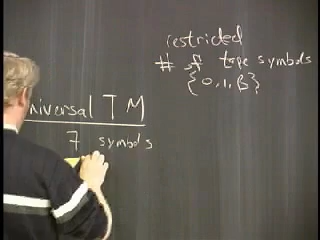 restricted
# of tape symbols
{0,1,B}
niversal TM
7 symbols